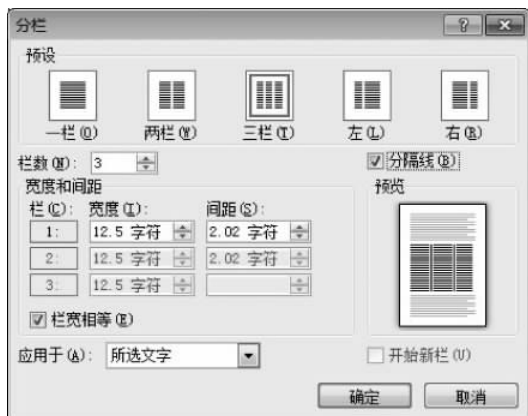 分栏
预设
一栏(O) 两栏(W) 三栏(T) 左(L) 右(R)
栏数(N): 3 分隔线(B)
宽度和间距 预览
栏(C): 宽度(I): 间距(S):
1: 12.5 字符 2.02 字符
2: 12.5 字符 2.02 字符
3: 12.5 字符
栏宽相等(E)
应用于(A): 所选文字 开始新栏(U)
确定 取消